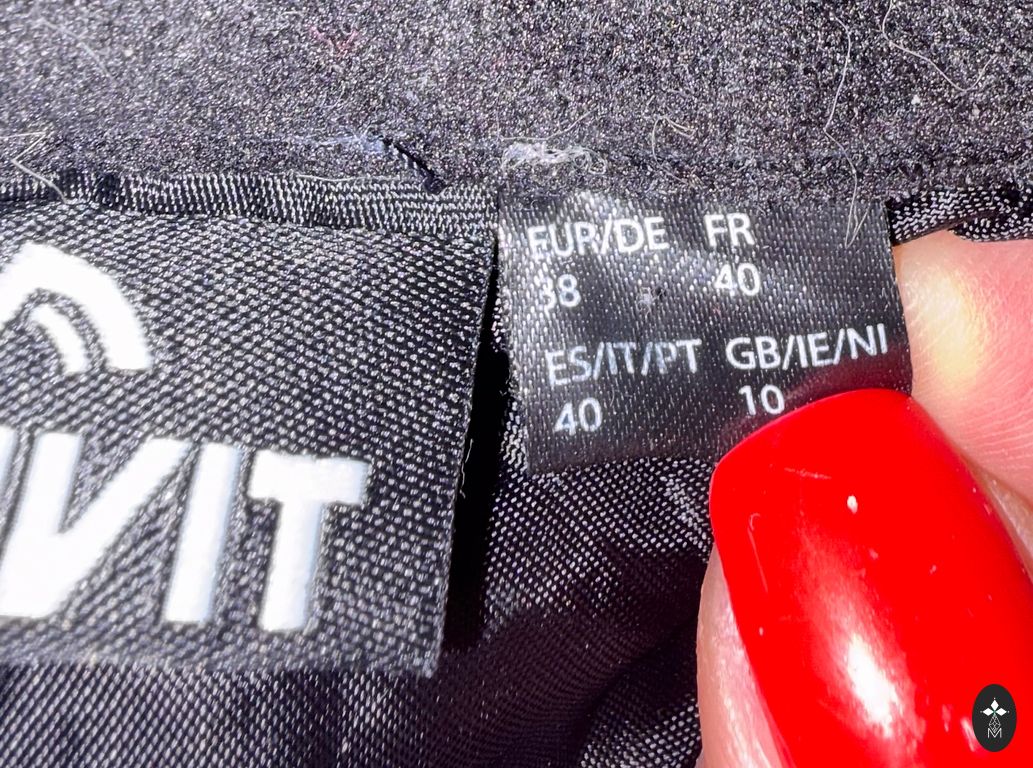 EUR/DE FR
38 40
ES/IT/PT GB/IE/NI
40 10